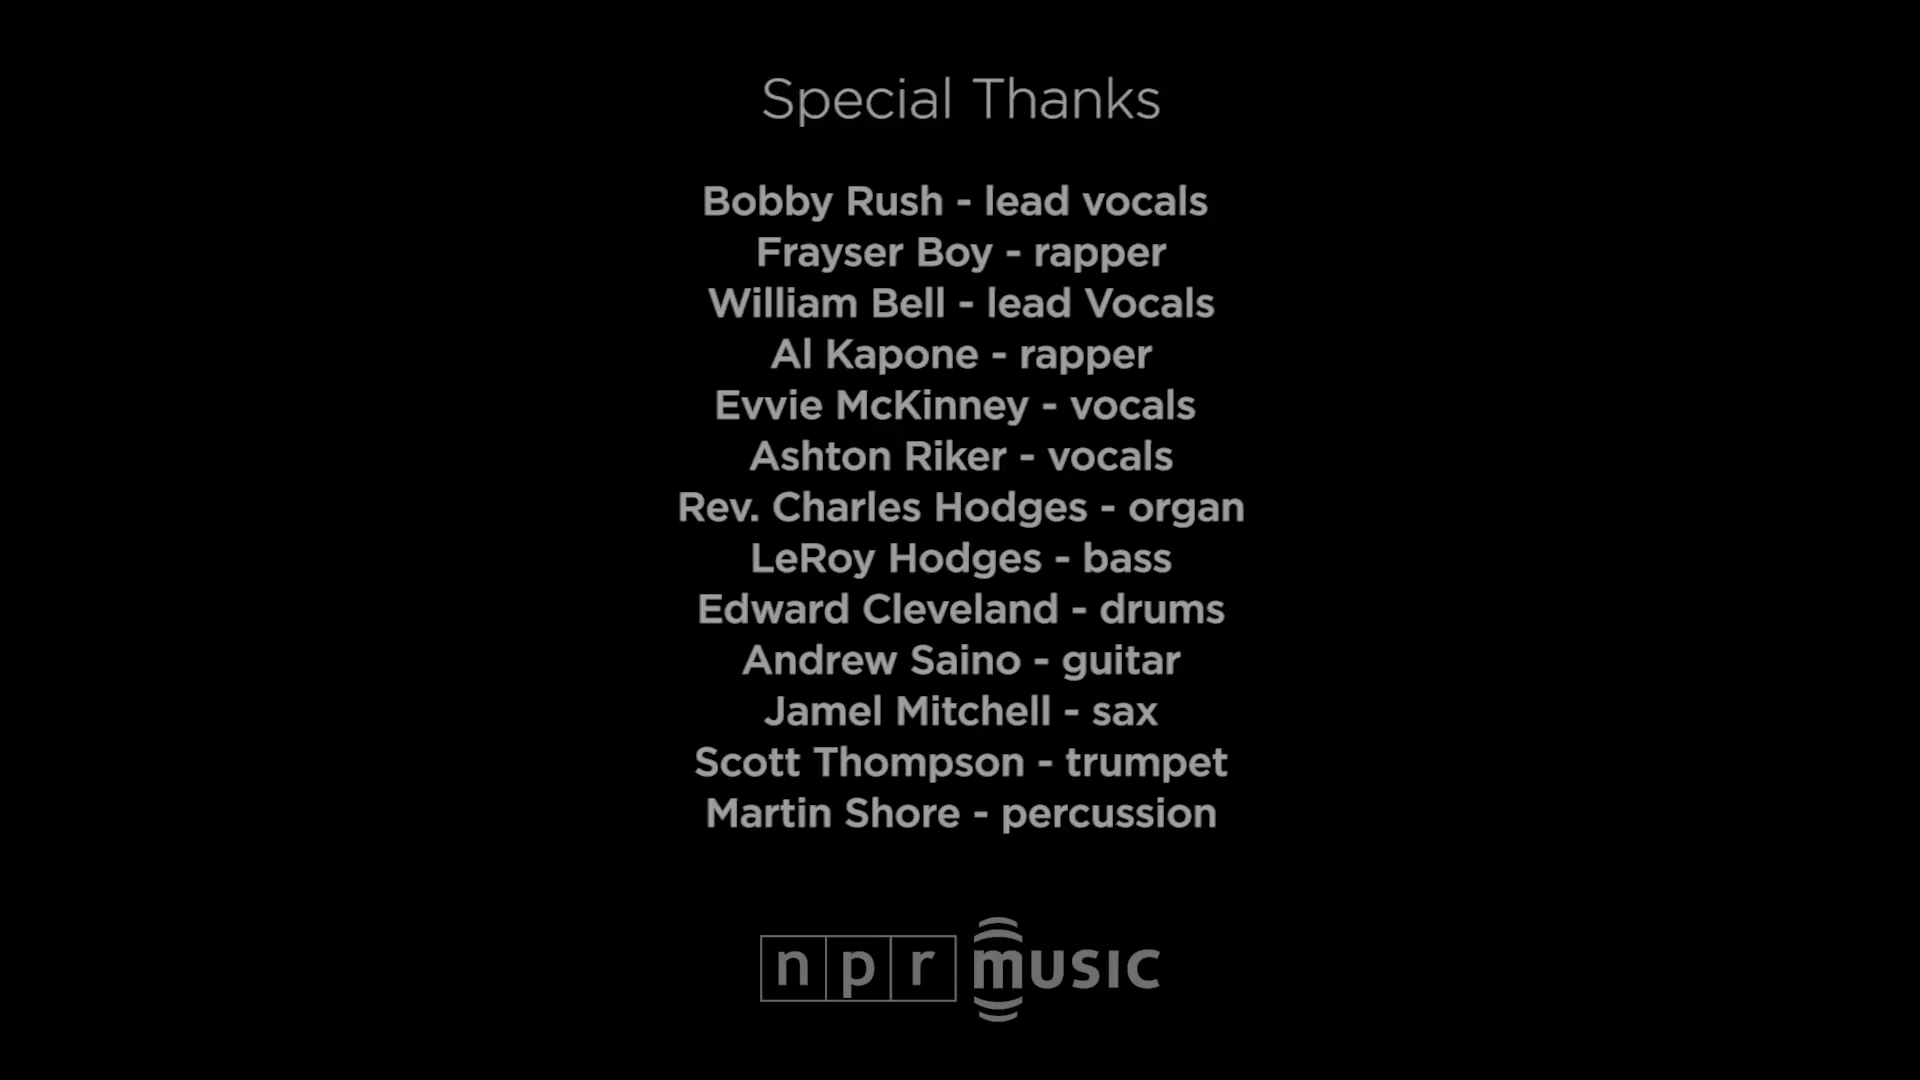 Special Thanks
Bobby Rush - lead vocals
Frayser Boy - rapper
William Bell - lead Vocals
Al Kapone - rapper
Evvie McKinney - vocals
Ashton Riker - vocals
Rev. Charles Hodges - organ
LeRoy Hodges - bass
Edward Cleveland - drums
Andrew Saino - guitar
Jamel Mitchell - sax
Scott Thompson - trumpet
Martin Shore - percussion
npr music